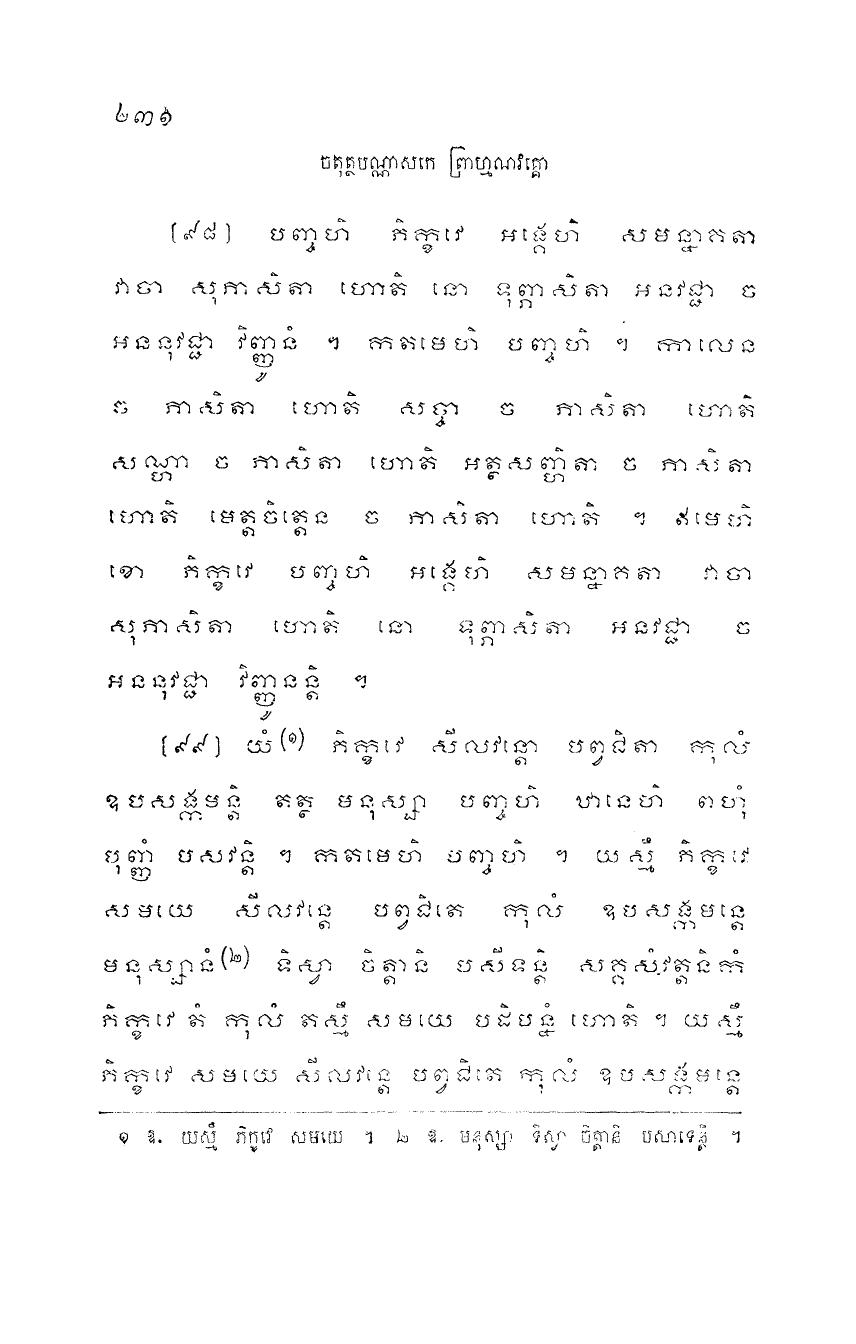 ២៣១
ចតុត្ថបណ្ណាសកេ ព្រាហ្មណវគ្គោ
[៩៨] បញ្ចហិ ភិក្ខវេ អង្គេហិ សមន្នាគតា
វាចា សុភាសិតា ហោតិ នោ ទុព្ភាសិតា អនវជ្ជា ច
អននុវជ្ជា វិញ្ញូនំ ។ កតមេហិ បញ្ចហិ ។ កាលេន
ច ភាសិតា ហោតិ សច្ចា ច ភាសិតា ហោតិ
សណ្ហា ច ភាសិតា ហោតិ អត្ថសញ្ហិតា ច ភាសិតា
ហោតិ មេត្តចិត្តេន ច ភាសិតា ហោតិ ។ ឥមេហិ
ខោ ភិក្ខវេ បញ្ចហិ អង្គេហិ សមន្នាគតា វាចា
សុភាសិតា ហោតិ នោ ទុព្ភាសិតា អនវជ្ជា ច
អននុវជ្ជា វិញ្ញូនន្តិ ។
[៩៩] យំ(១) ភិក្ខវេ សីលវន្តោ បព្វជិតា កុលំ
ឧបសង្កមន្តិ តត្ថ មនុស្សា បញ្ចហិ ឋានេហិ ពហុំ
បុញ្ញំ បសវន្តិ ។ កតមេហិ បញ្ចហិ ។ យស្មឹ ភិក្ខវេ
សមយេ សីលវន្តេ បព្វជិតេ កុលំ ឧបសង្កមន្តេ
មនុស្សានំ(២) ទិស្វា ចិត្តានិ បសីទន្តិ សគ្គសំវត្តនិកំ
ភិក្ខវេ តំ កុលំ តស្មឹ សមយេ បដិបន្នំ ហោតិ ។ យស្មឹ
ភិក្ខវេ សមយេ សីលវន្តេ បព្វជិតេ កុលំ ឧបសង្កមន្តេ
១ ឱ. យស្មឹ ភិក្ខវេ សមយេ ។ ២ ឱ. មនុស្សា ទិស្វា ចិត្តានិ បសាទេន្តិ ។